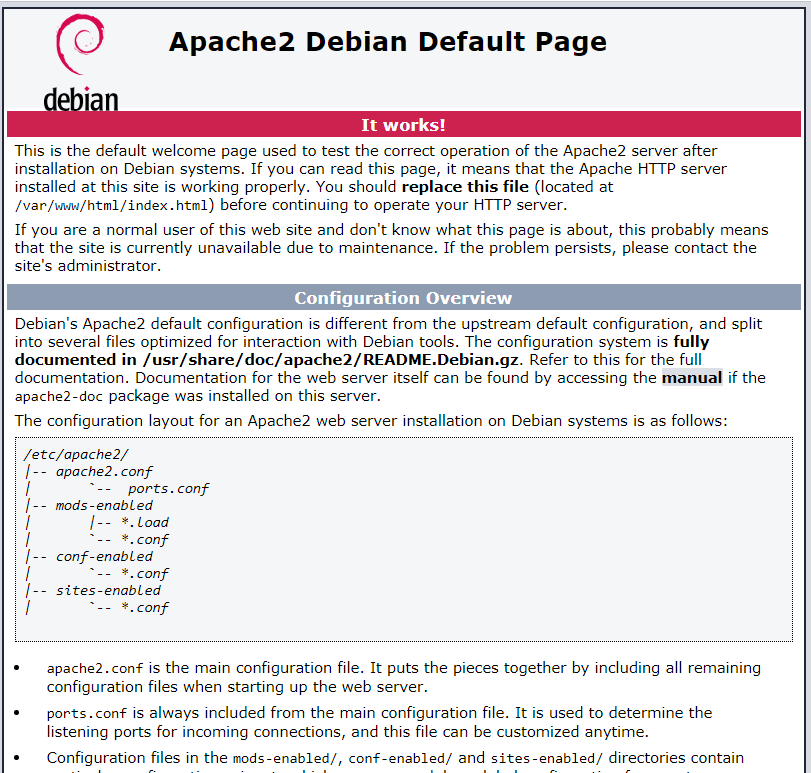 debian
Apache2 Debian Default Page
It works!
This is the default welcome page used to test the correct operation of the Apache2 server after
installation on Debian systems. If you can read this page, it means that the Apache HTTP server
installed at this site is working properly. You should replace this file (located at
/var/www/html/index.html) before continuing to operate your HTTP server.
If you are a normal user of this web site and don't know what this page is about, this probably means
that the site is currently unavailable due to maintenance. If the problem persists, please contact the
site's administrator.
Configuration Overview
Debian's Apache2 default configuration is different from the upstream default configuration, and split
into several files optimized for interaction with Debian tools. The configuration system is fully
documented in /usr/share/doc/apache2/README.Debian.gz. Refer to this for the full
documentation. Documentation for the web server itself can be found by accessing the manual if the
apache2-doc package was installed on this server.
The configuration layout for an Apache2 web server installation on Debian systems is as follows:
/etc/apache2/
|-- apache2.conf
|       `--  ports.conf
|-- mods-enabled
|       |-- *.load
|       `-- *.conf
|-- conf-enabled
|       `-- *.conf
|-- sites-enabled
|       `-- *.conf
• apache2.conf is the main configuration file. It puts the pieces together by including all remaining
configuration files when starting up the web server.
• ports.conf is always included from the main configuration file. It is used to determine the
listening ports for incoming connections, and this file can be customized anytime.
• Configuration files in the mods-enabled/, conf-enabled/ and sites-enabled/ directories contain